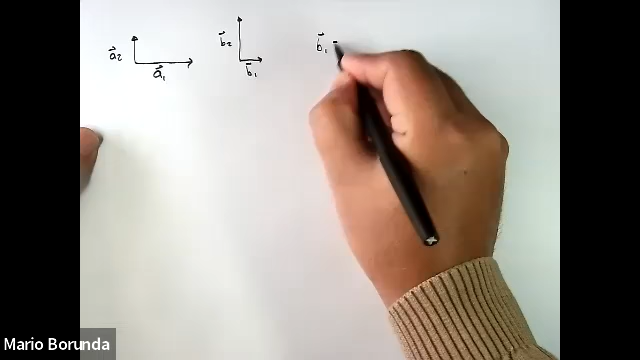 a⃗₂ a⃗₁ b⃗₂ b⃗₁ b⃗₁
Mario Borunda